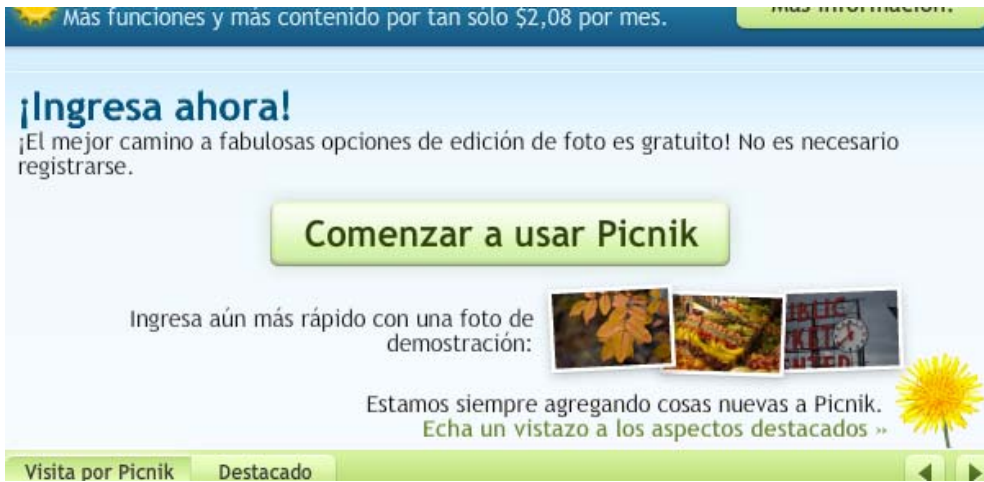 Más funciones y más contenido por tan sólo $2,08 por mes.
Más información.
¡Ingresa ahora!
¡El mejor camino a fabulosas opciones de edición de foto es gratuito! No es necesario
registrarse.
Comenzar a usar Picnik
Ingresa aún más rápido con una foto de
demostración:
Estamos siempre agregando cosas nuevas a Picnik.
Echa un vistazo a los aspectos destacados »
Visita por Picnik
Destacado